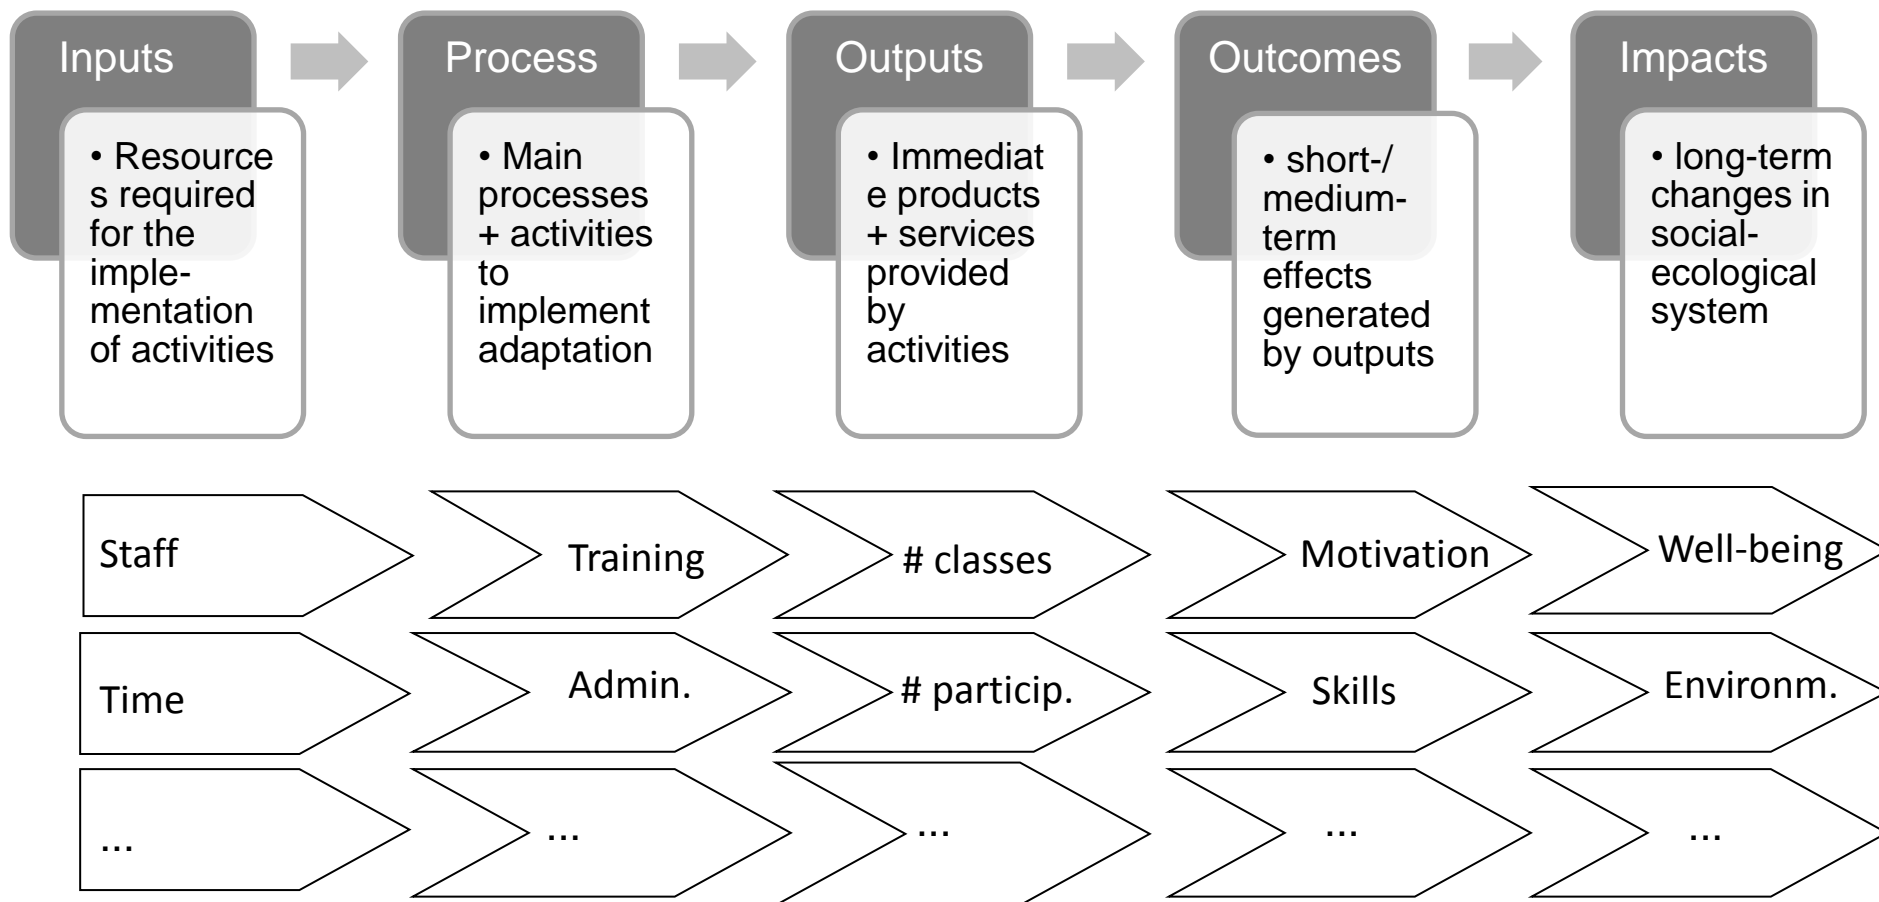 Inputs
Process
Outputs
Outcomes
Impacts
• Resource
s required
for the
imple-
mentation
of activities
• Main
processes
+ activities
to
implement
adaptation
• Immediat
e products
+ services
provided
by
activities
• short-/
medium-
term
effects
generated
by outputs
• long-term
changes in
social-
ecological
system
Staff
Training
# classes
Motivation
Well-being
Time
Admin.
# particip.
Skills
Environm.
...
...
...
...
...